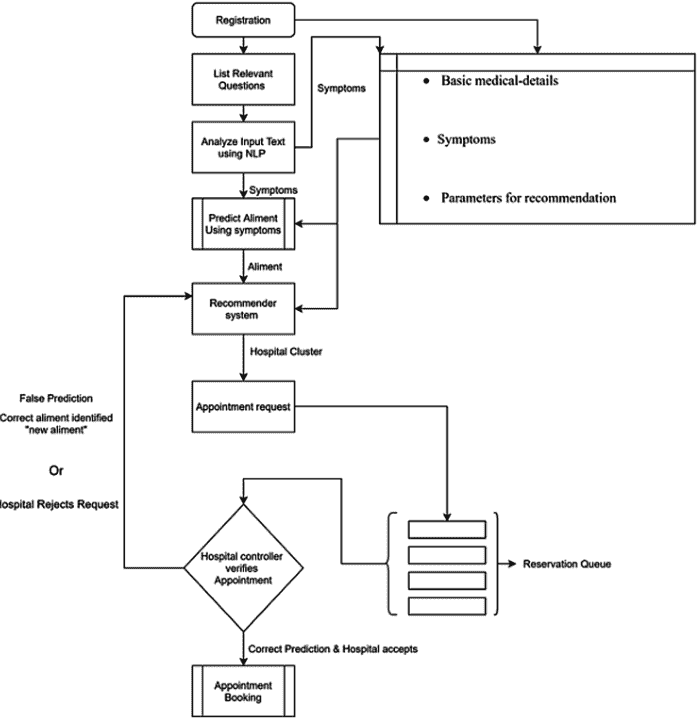 Registration
List Relevant
Questions
Symptoms
Basic medical-details
Analyze Input Text
using NLP
Symptoms
Symptoms
Parameters for recommendation
Predict Aliment
Using symptoms
Aliment
Recommender
system
Hospital Cluster
Appointment request
False Prediction
Correct aliment identified
"new aliment"
Or
Hospital Rejects Request
Hospital controller
verifies
Appointment
Reservation Queue
Correct Prediction & Hospital accepts
Appointment
Booking